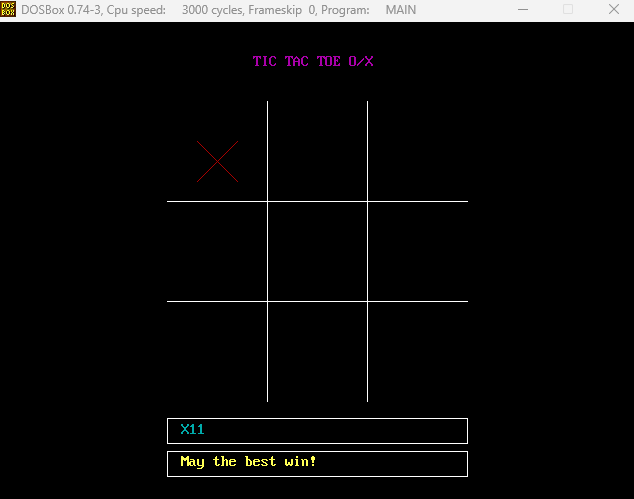 DOS
BOX
DOSBox 0.74-3, Cpu speed: 3000 cycles, Frameskip 0, Program: MAIN
TIC TAC TOE O/X
X11
May the best win!